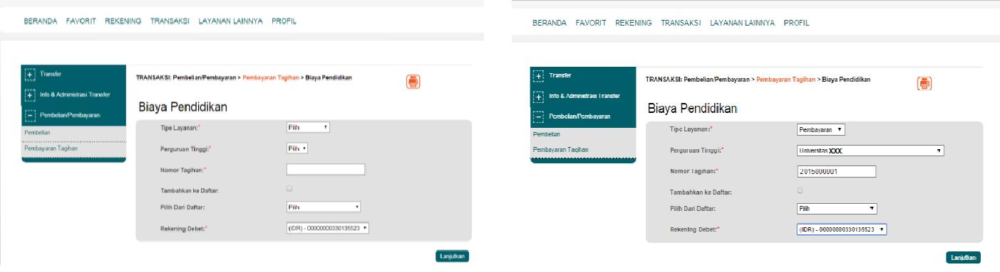 BERANDA FAVORIT REKENING TRANSAKSI LAYANAN LAINNYA PROFIL
Transfer
Info & Administrasi Transfer
Pembelian/Pembayaran
Pembelian
Pembayaran Tagihan
TRANSAKSI: Pembelian/Pembayaran > Pembayaran Tagihan > Biaya Pendidikan
Biaya Pendidikan
Tipe Layanan:* Pilih
Perguruan Tinggi:* Pilih
Nomor Tagihan:*
Tambahkan ke Daftar:
Pilih Dari Daftar: Pilih
Rekening Debet:* (IDR) - 00000000330135523
Lanjutkan
BERANDA FAVORIT REKENING TRANSAKSI LAYANAN LAINNYA PROFIL
Transfer
Info & Administrasi Transfer
Pembelian/Pembayaran
Pembelian
Pembayaran Tagihan
TRANSAKSI: Pembelian/Pembayaran > Pembayaran Tagihan > Biaya Pendidikan
Biaya Pendidikan
Tipe Layanan:* Pembayaran
Perguruan Tinggi:* Universitas XXX
Nomor Tagihan:* 2015000001
Tambahkan ke Daftar:
Pilih Dari Daftar: Pilih
Rekening Debet:* (IDR) - 00000000330135523
Lanjutkan